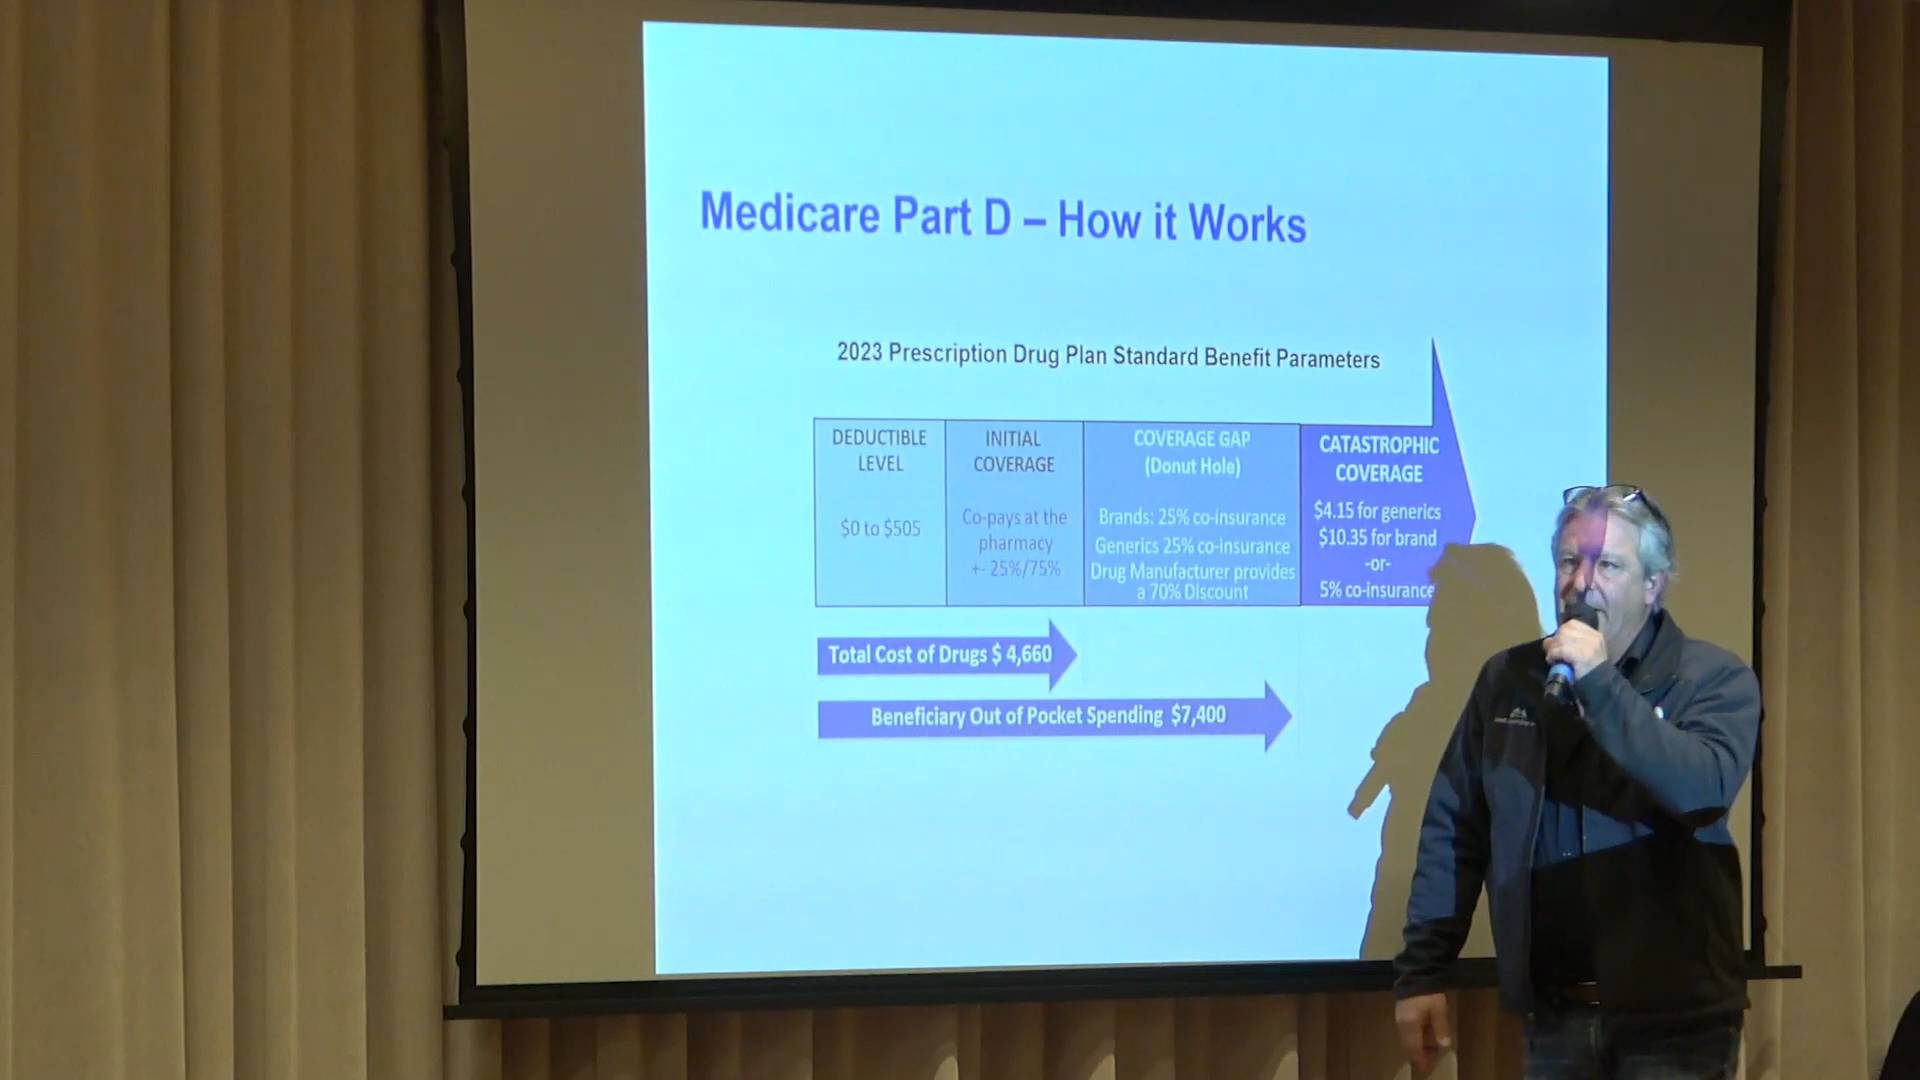 Medicare Part D – How it Works
2023 Prescription Drug Plan Standard Benefit Parameters
DEDUCTIBLE
LEVEL
$0 to $505
INITIAL
COVERAGE
Co-pays at the
pharmacy
+- 25%/75%
COVERAGE GAP
(Donut Hole)
Brands: 25% co-insurance
Generics 25% co-insurance
Drug Manufacturer provides
a 70% Discount
CATASTROPHIC
COVERAGE
$4.15 for generics
$10.35 for brand
-or-
5% co-insurance
Total Cost of Drugs $ 4,660
Beneficiary Out of Pocket Spending $7,400